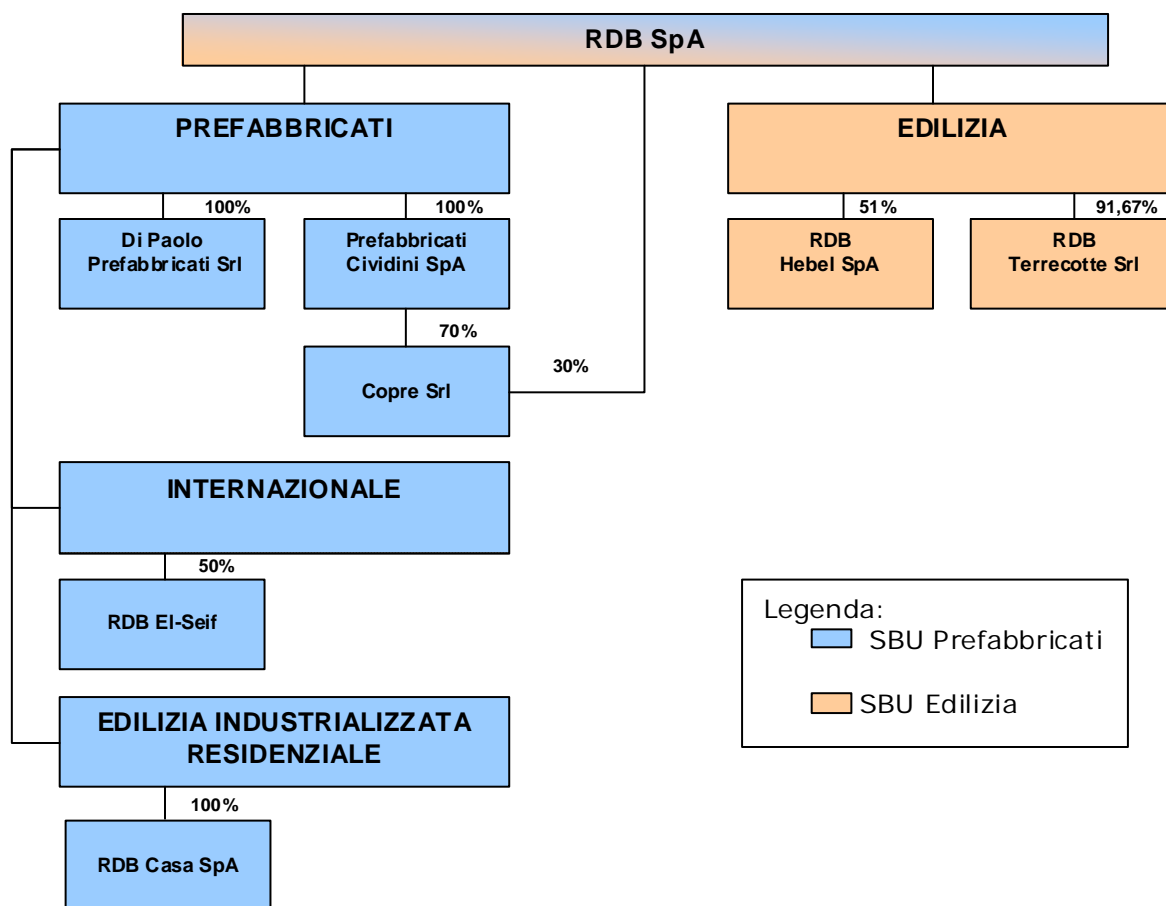 RDB SpA
PREFABBRICATI
EDILIZIA
100%
100%
51%
91,67%
Di Paolo
Prefabbricati Srl
Prefabbricati
Cividini SpA
RDB
Hebel SpA
RDB
Terrecotte Srl
70%
30%
Copre Srl
INTERNAZIONALE
50%
RDB El-Seif
Legenda:
SBU Prefabbricati
SBU Edilizia
EDILIZIA INDUSTRIALIZZATA
RESIDENZIALE
100%
RDB Casa SpA